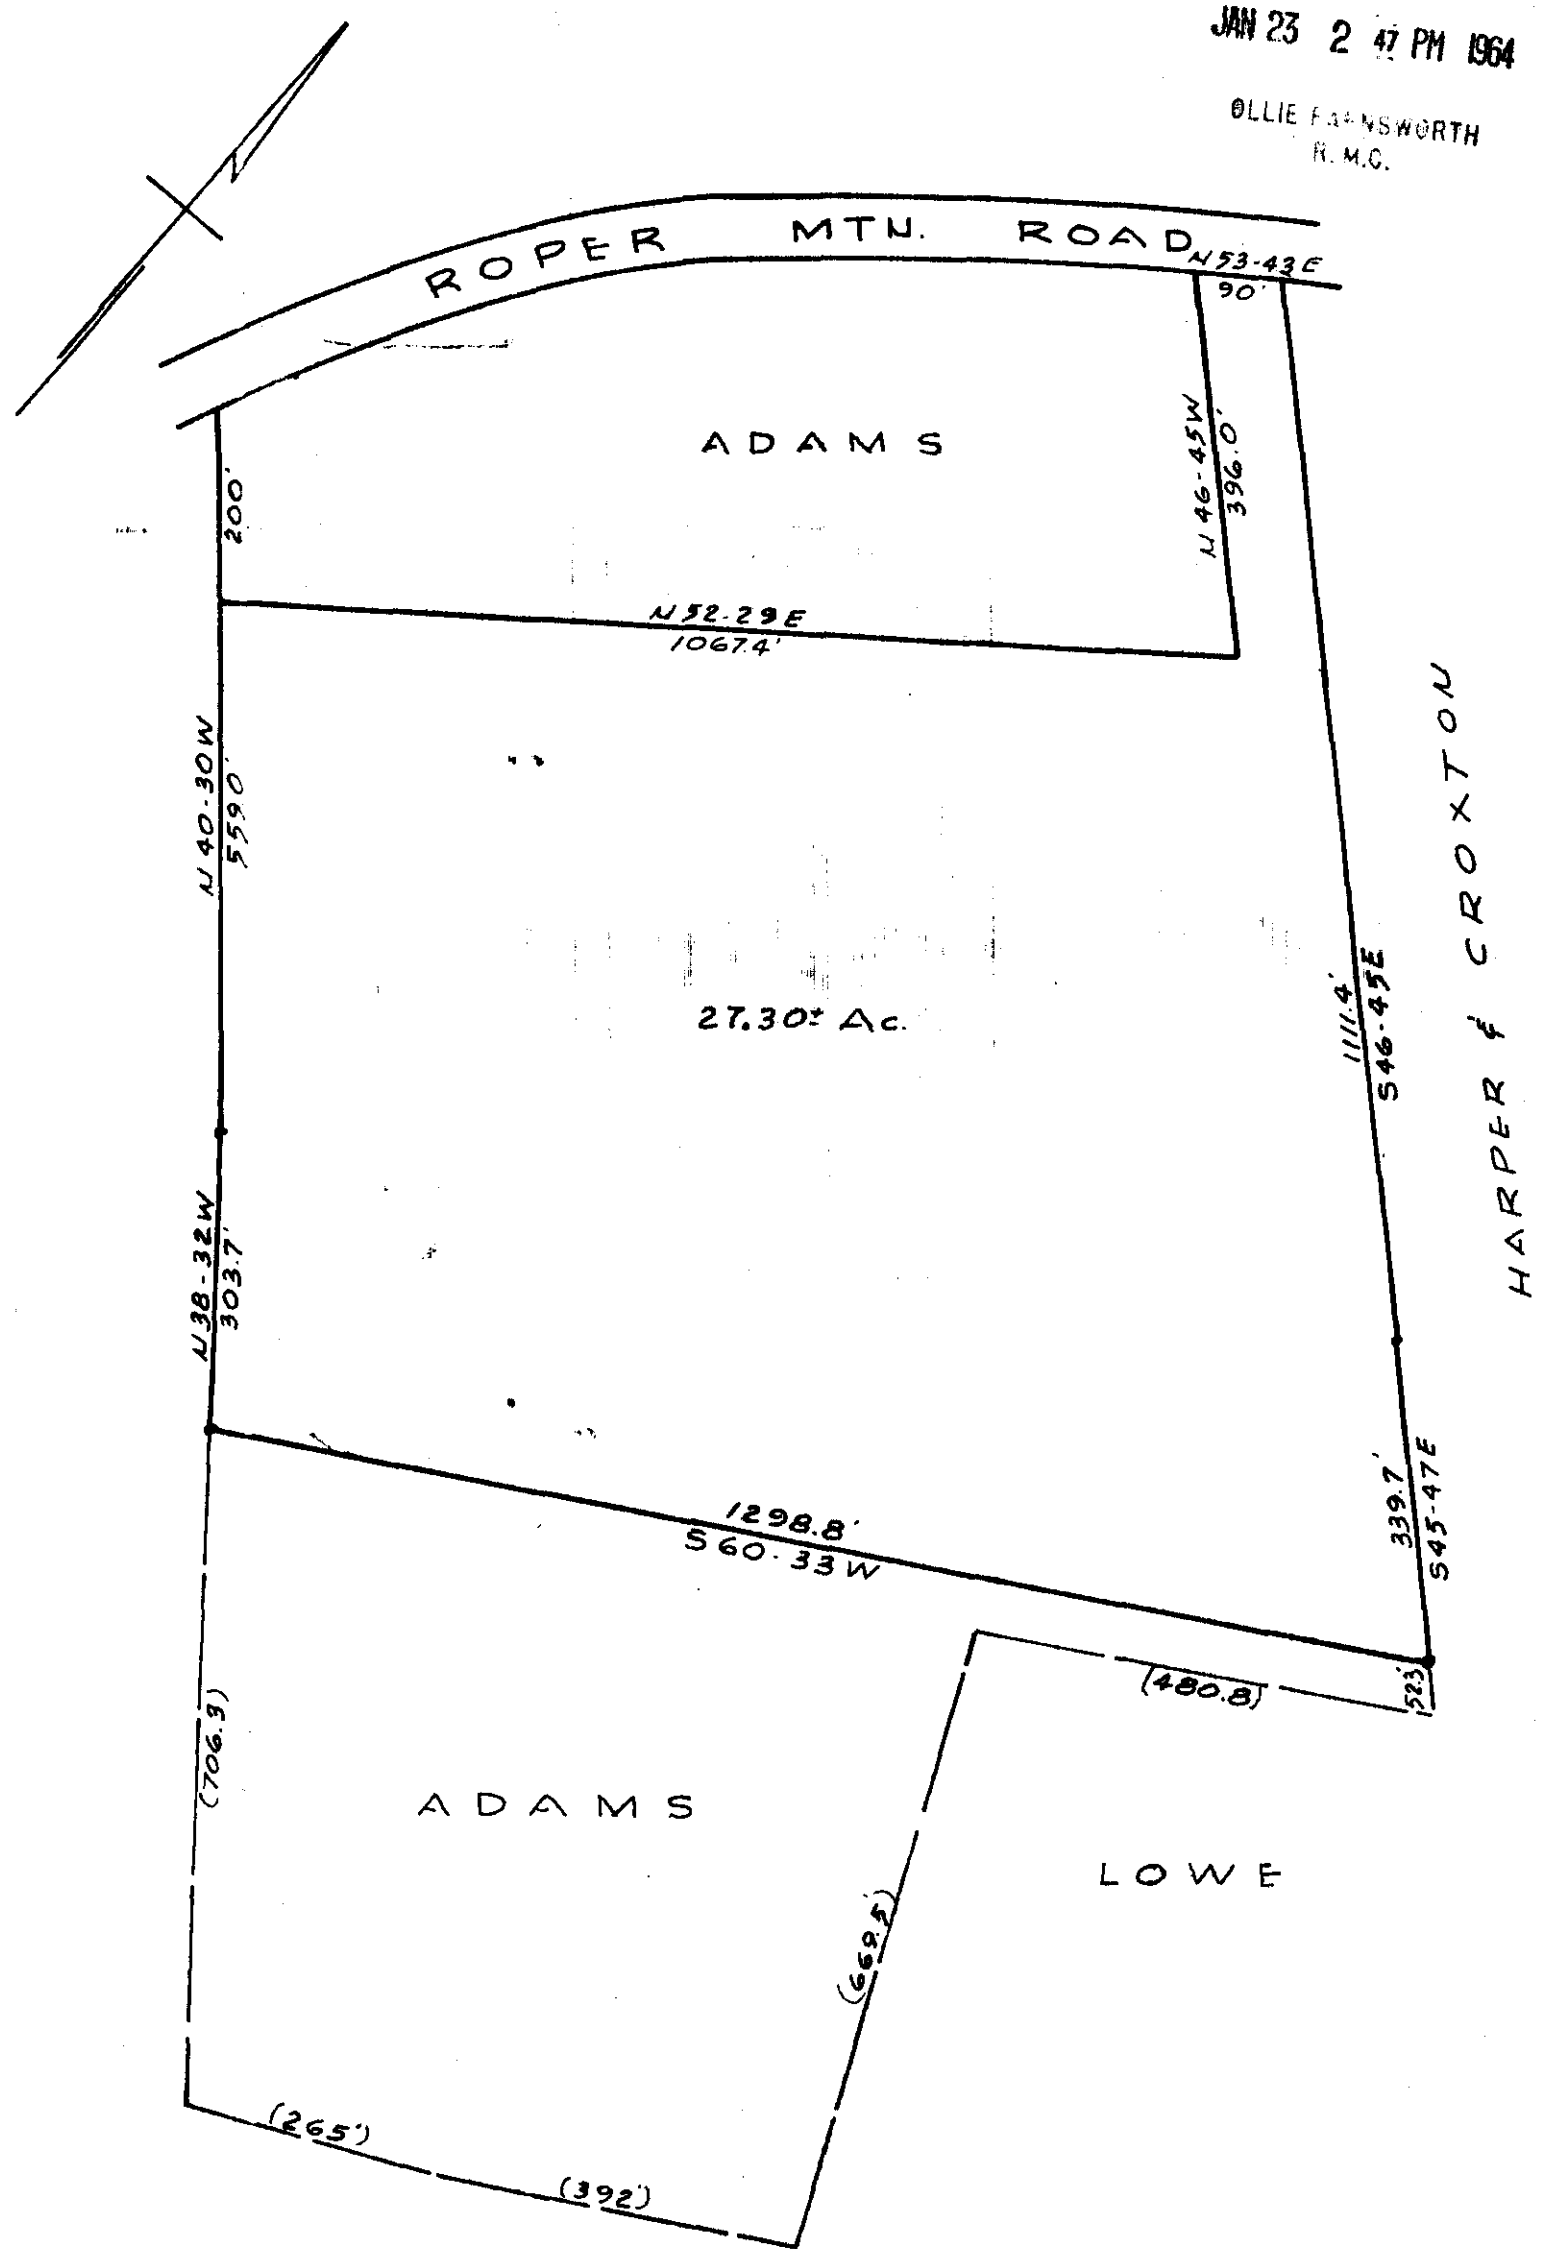 JAN 23 2 47 PM 1964
OLLIE FARNSWORTH
R. M.C.
ROPER MTN. ROAD
N 53-43 E
90'
ADAMS
200'
N 46-45 W
396.0'
N 52-29 E
1067.4'
N 40-30 W
559.0'
HARPER & CROXTON
27.30± Ac.
1111.4'
S 46-45 E
N 38-32 W
303.7'
339.7'
S 45-47 E
1298.8'
S 60-33 W
(480.8)
52.3'
(706.3)
ADAMS
LOWE
(669.5)
(265')
(392')